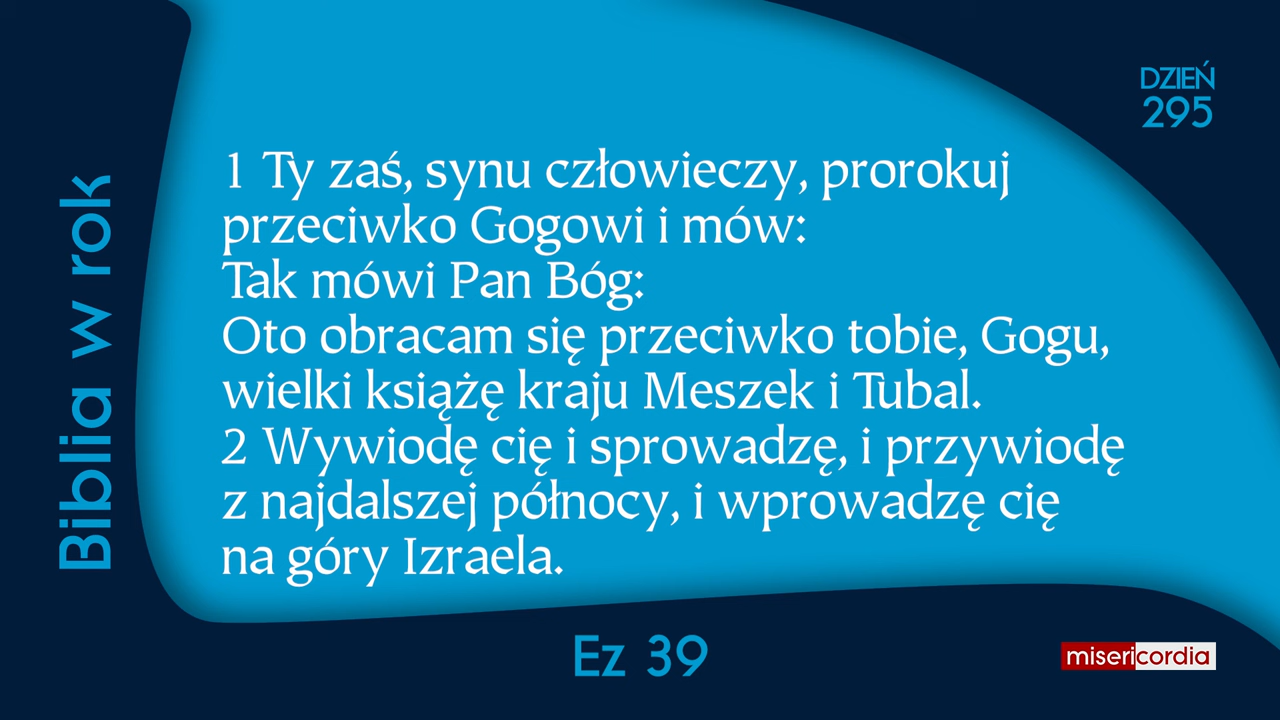 DZIEŃ
295
Biblia w rok
1 Ty zaś, synu człowieczy, prorokuj
przeciwko Gogowi i mów:
Tak mówi Pan Bóg:
Oto obracam się przeciwko tobie, Gogu,
wielki książę kraju Meszek i Tubal.
2 Wywiodę cię i sprowadzę, i przywiodę
z najdalszej północy, i wprowadzę cię
na góry Izraela.
Ez 39
misericordia